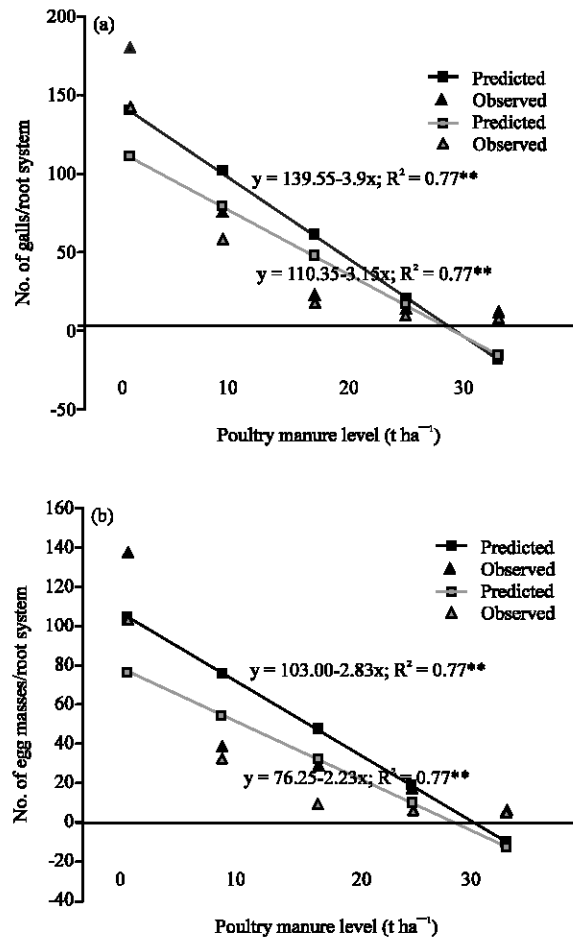 (a)
200
150
100
50
0
-50
No. of galls/root system
Predicted
Observed
Predicted
Observed
y = 139.55-3.9x; R² = 0.77**
y = 110.35-3.15x; R² = 0.77**
0 10 20 30
Poultry manure level (t ha⁻¹)
(b)
160
140
120
100
80
60
40
20
0
-20
-40
No. of egg masses/root system
Predicted
Observed
Predicted
Observed
y = 103.00-2.83x; R² = 0.77**
y = 76.25-2.23x; R² = 0.77**
0 10 20 30
Poultry manure level (t ha⁻¹)